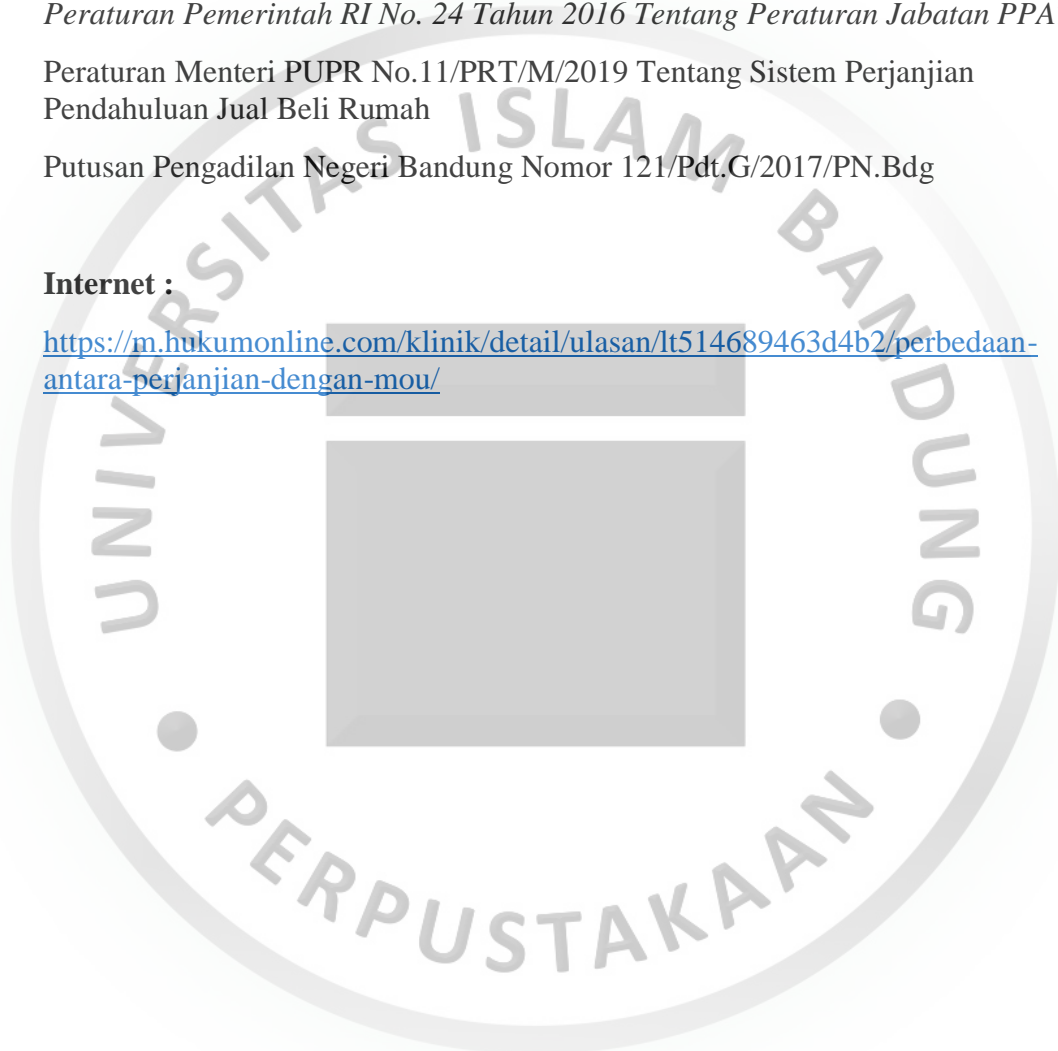 Peraturan Pemerintah RI No. 24 Tahun 2016 Tentang Peraturan Jabatan PPA
Peraturan Menteri PUPR No.11/PRT/M/2019 Tentang Sistem Perjanjian
Pendahuluan Jual Beli Rumah
Putusan Pengadilan Negeri Bandung Nomor 121/Pdt.G/2017/PN.Bdg
Internet :
https://m.hukumonline.com/klinik/detail/ulasan/lt514689463d4b2/perbedaan-
antara-perjanjian-dengan-mou/
UNIVERSITAS ISLAM BANDUNG
PERPUSTAKAAN